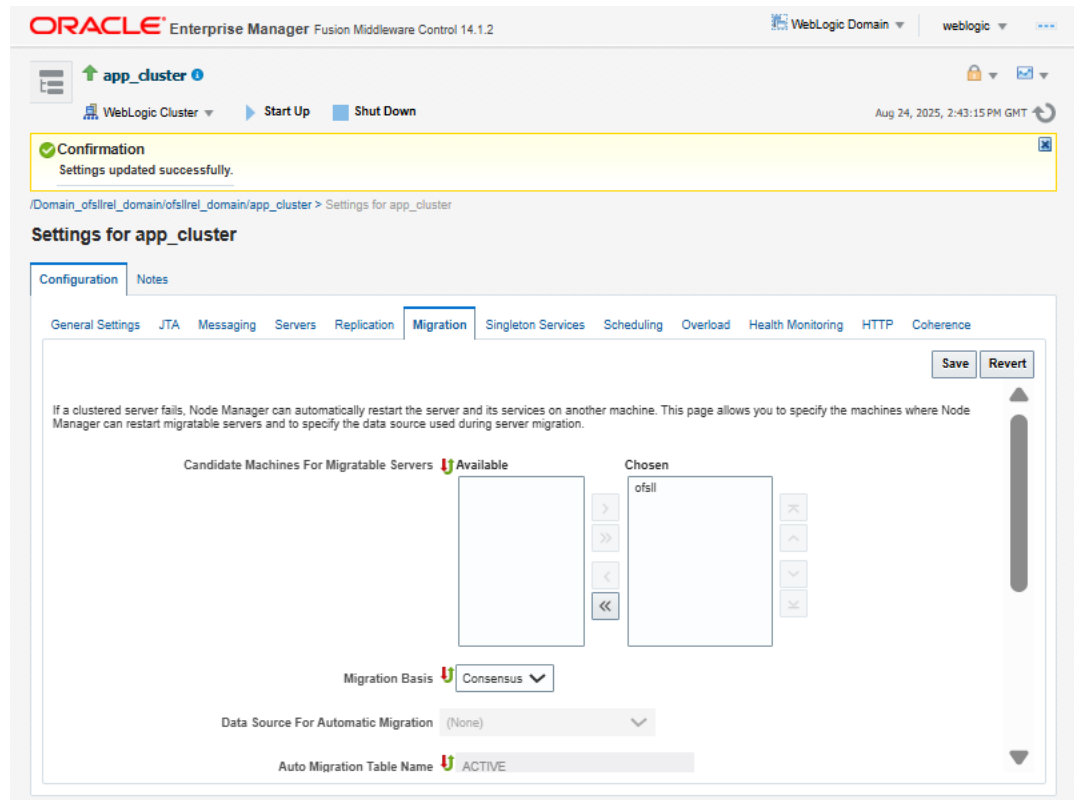 ORACLE Enterprise Manager Fusion Middleware Control 14.1.2
WebLogic Domain weblogic
app_cluster
WebLogic Cluster Start Up Shut Down Aug 24, 2025, 2:43:15 PM GMT
Confirmation
Settings updated successfully.
/Domain_ofsllrel_domain/ofsllrel_domain/app_cluster > Settings for app_cluster
Settings for app_cluster
Configuration Notes
General Settings JTA Messaging Servers Replication Migration Singleton Services Scheduling Overload Health Monitoring HTTP Coherence
Save Revert
If a clustered server fails, Node Manager can automatically restart the server and its services on another machine. This page allows you to specify the machines where Node
Manager can restart migratable servers and to specify the data source used during server migration.
Candidate Machines For Migratable Servers Available Chosen
ofsll
Migration Basis Consensus
Data Source For Automatic Migration (None)
Auto Migration Table Name ACTIVE